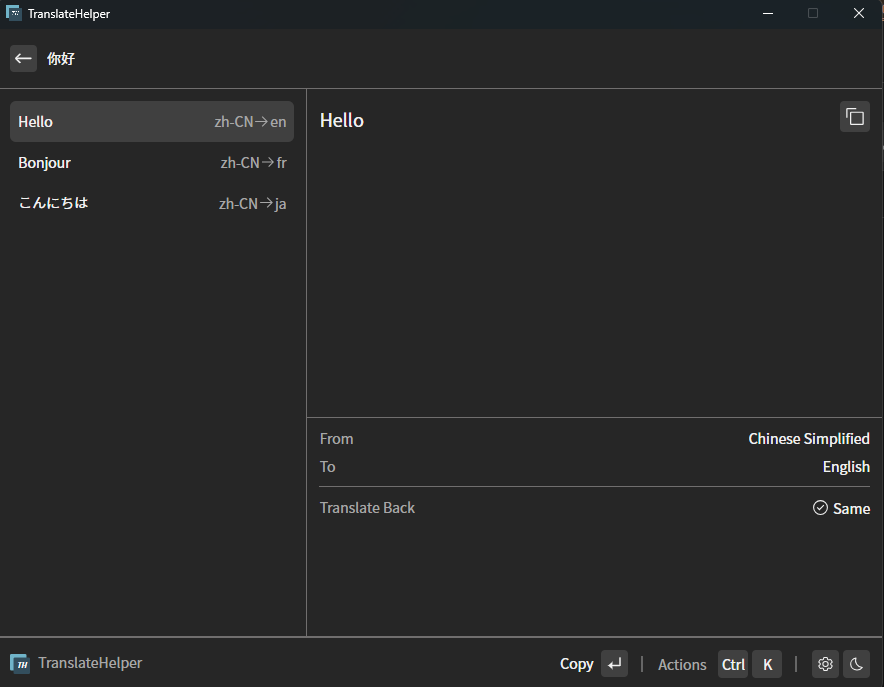 TranslateHelper
你好
Hello zh-CN→en
Bonjour zh-CN→fr
こんにちは zh-CN→ja
Hello
From Chinese Simplified
To English
Translate Back Same
TH TranslateHelper Copy Actions Ctrl K